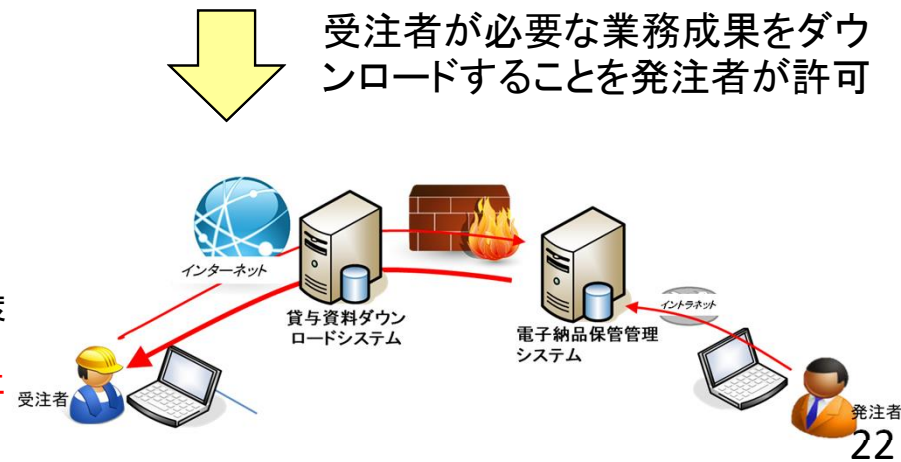 受注者が必要な業務成果をダウ
ンロードすることを発注者が許可
インターネット
貸与資料ダウン
ロードシステム
イントラネット
電子納品保管管理
システム
受注者
発注者
22